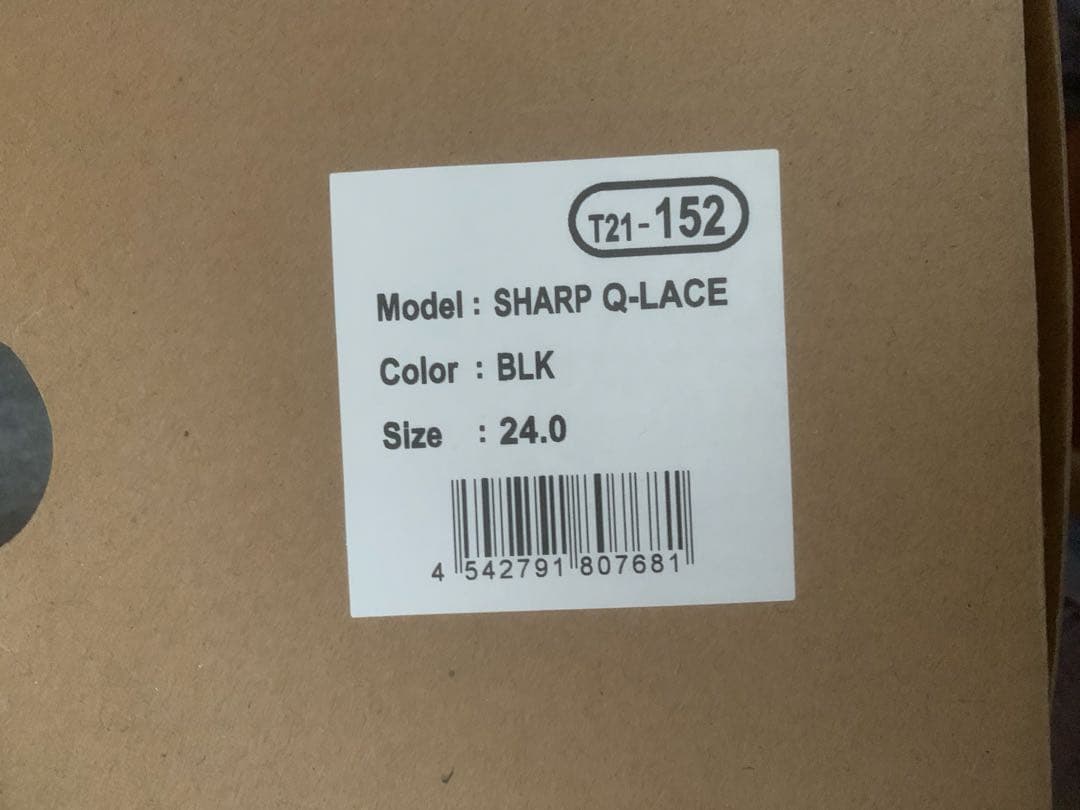 T21-152
Model : SHARP Q-LACE
Color : BLK
Size : 24.0
4 542791 807681